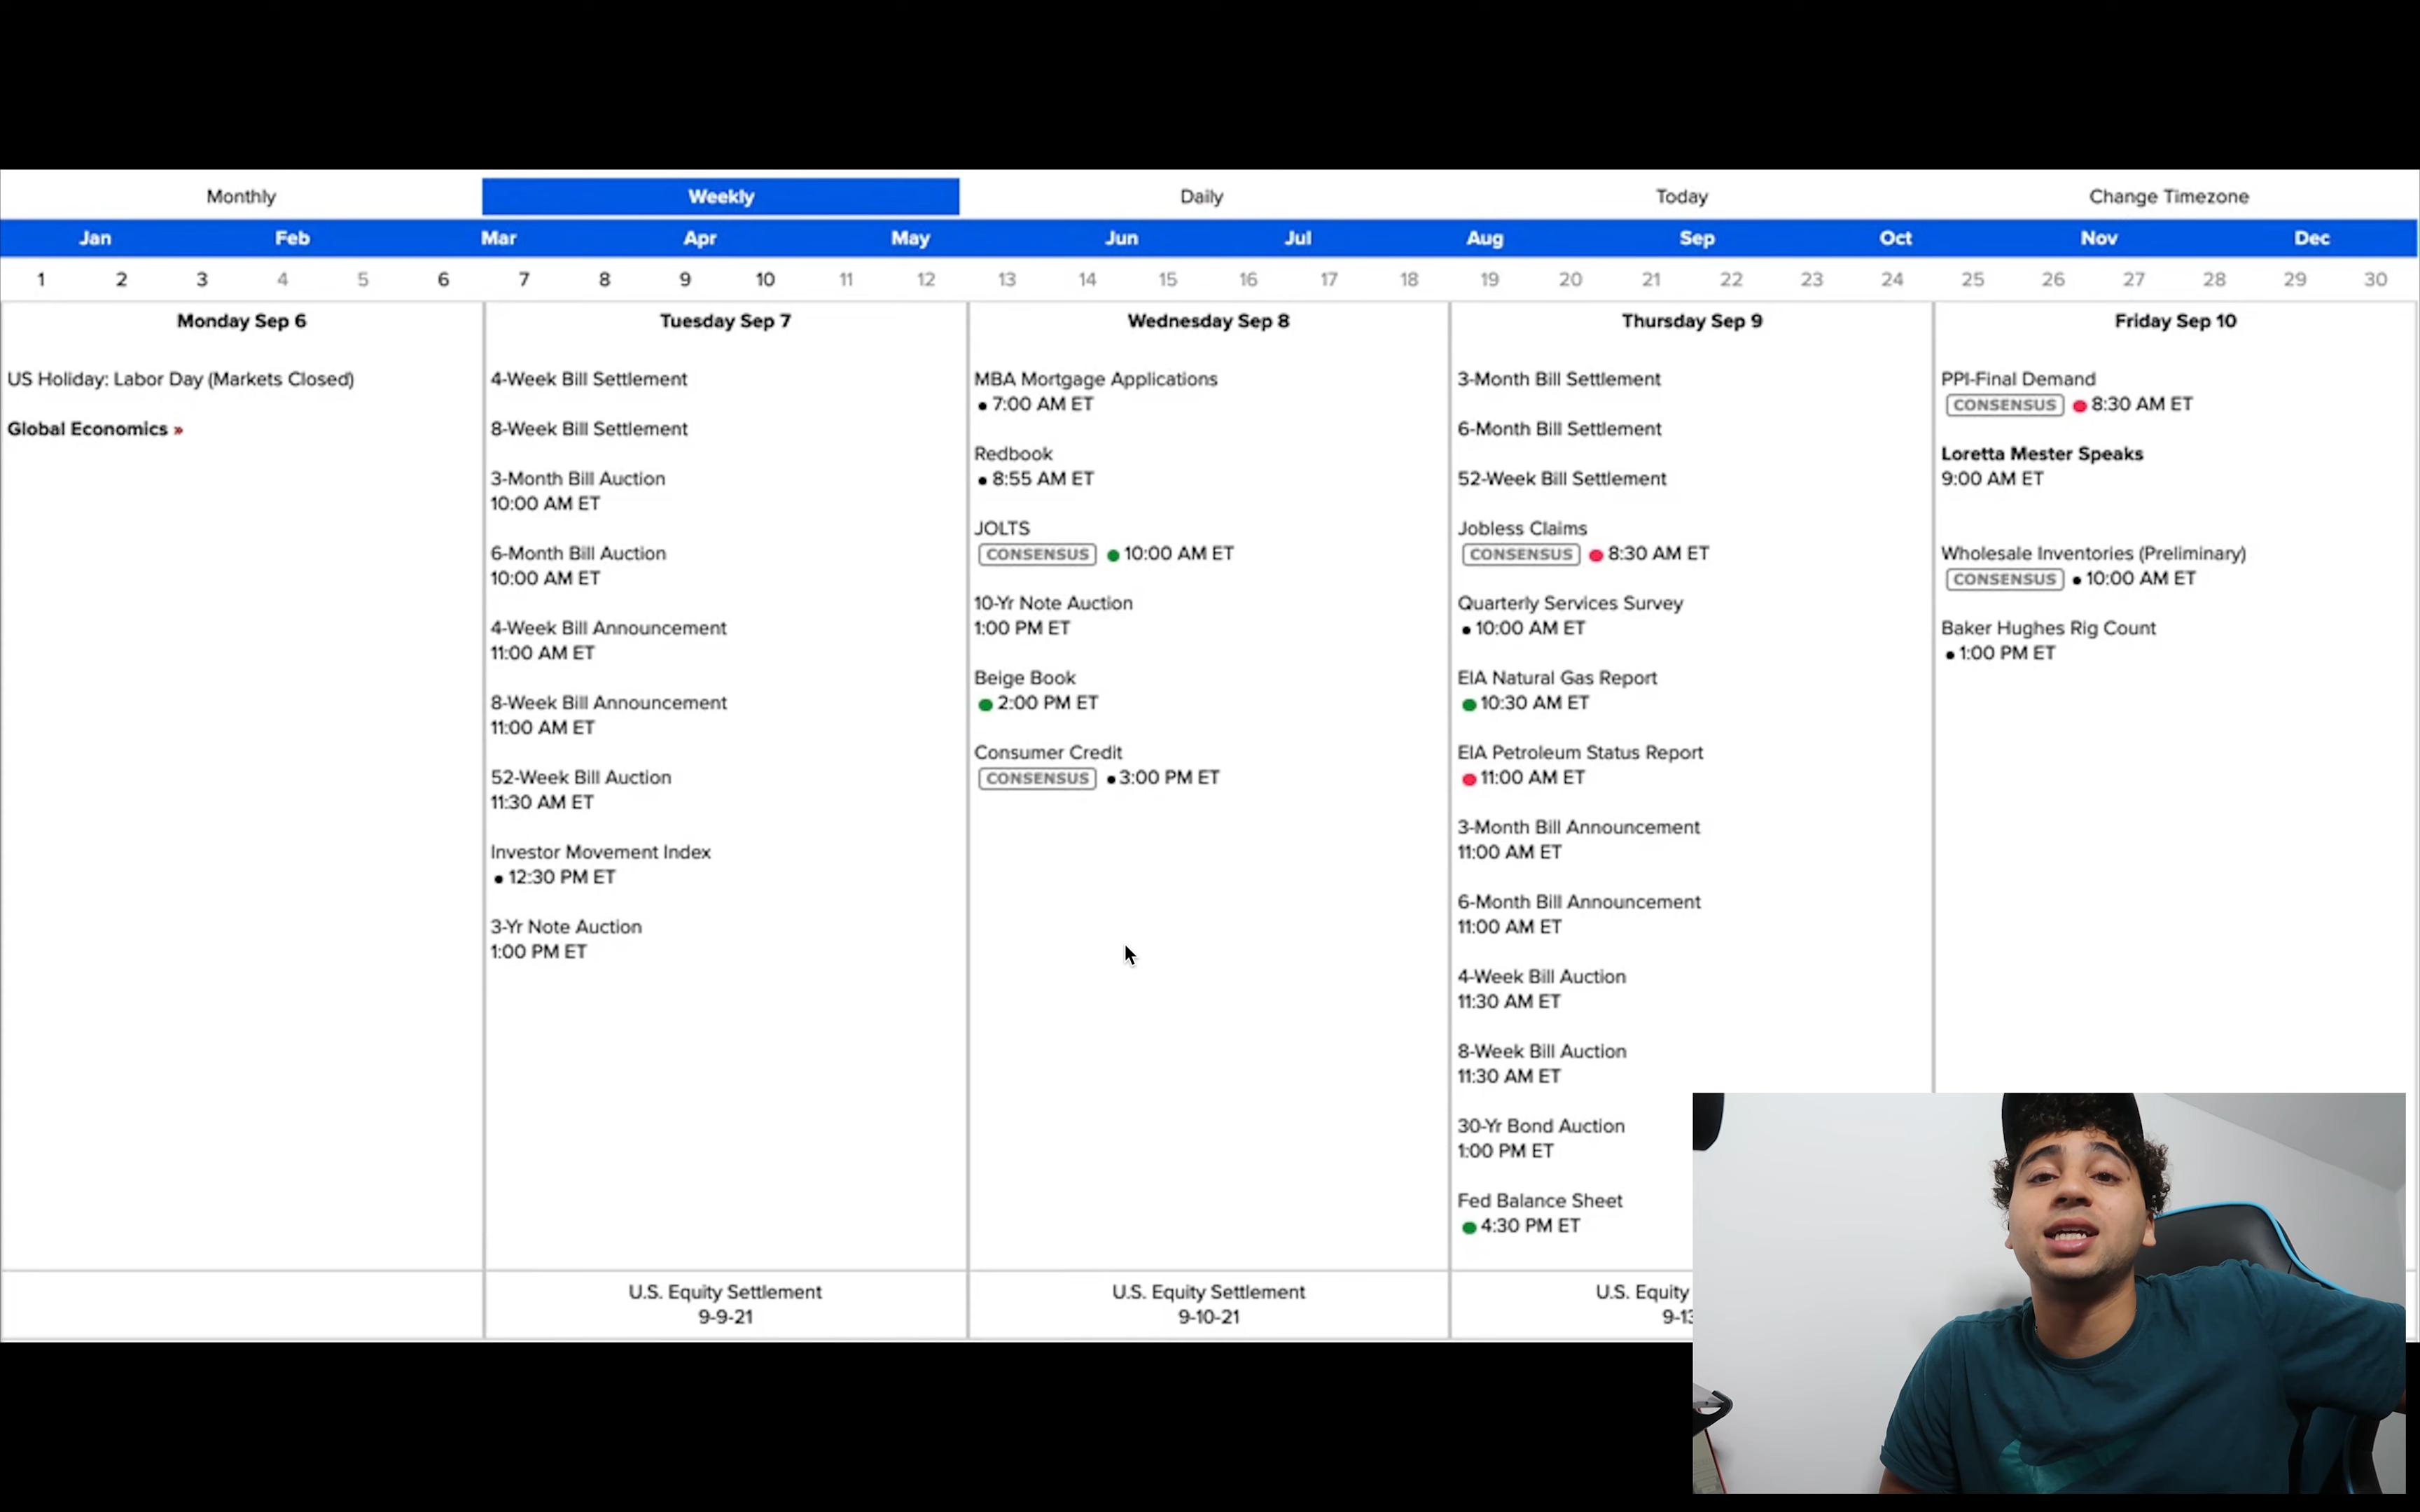 Monthly Weekly Daily Today Change Timezone
Jan Feb Mar Apr May Jun Jul Aug Sep Oct Nov Dec
1 2 3 4 5 6 7 8 9 10 11 12 13 14 15 16 17 18 19 20 21 22 23 24 25 26 27 28 29 30
Monday Sep 6
US Holiday: Labor Day (Markets Closed)
Global Economics »
Tuesday Sep 7
4-Week Bill Settlement
8-Week Bill Settlement
3-Month Bill Auction
10:00 AM ET
6-Month Bill Auction
10:00 AM ET
4-Week Bill Announcement
11:00 AM ET
8-Week Bill Announcement
11:00 AM ET
52-Week Bill Auction
11:30 AM ET
Investor Movement Index
12:30 PM ET
3-Yr Note Auction
1:00 PM ET
U.S. Equity Settlement
9-9-21
Wednesday Sep 8
MBA Mortgage Applications
7:00 AM ET
Redbook
8:55 AM ET
JOLTS
CONSENSUS 10:00 AM ET
10-Yr Note Auction
1:00 PM ET
Beige Book
2:00 PM ET
Consumer Credit
CONSENSUS 3:00 PM ET
U.S. Equity Settlement
9-10-21
Thursday Sep 9
3-Month Bill Settlement
6-Month Bill Settlement
52-Week Bill Settlement
Jobless Claims
CONSENSUS 8:30 AM ET
Quarterly Services Survey
10:00 AM ET
EIA Natural Gas Report
10:30 AM ET
EIA Petroleum Status Report
11:00 AM ET
3-Month Bill Announcement
11:00 AM ET
6-Month Bill Announcement
11:00 AM ET
4-Week Bill Auction
11:30 AM ET
8-Week Bill Auction
11:30 AM ET
30-Yr Bond Auction
1:00 PM ET
Fed Balance Sheet
4:30 PM ET
U.S. Equity
Friday Sep 10
PPI-Final Demand
CONSENSUS 8:30 AM ET
Loretta Mester Speaks
9:00 AM ET
Wholesale Inventories (Preliminary)
CONSENSUS 10:00 AM ET
Baker Hughes Rig Count
1:00 PM ET